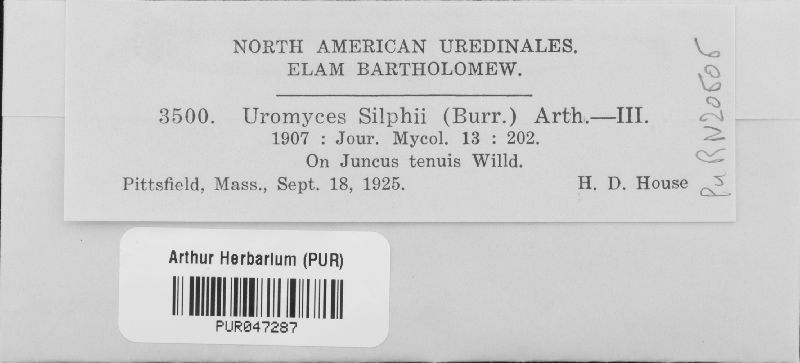 NORTH AMERICAN UREDINALES.
ELAM BARTHOLOMEW.
3500. Uromyces Silphii (Burr.) Arth.—III.
1907 : Jour. Mycol. 13 : 202.
On Juncus tenuis Willd.
Pittsfield, Mass., Sept. 18, 1925. H. D. House
PURN20505
Arthur Herbarium (PUR)
PUR047287